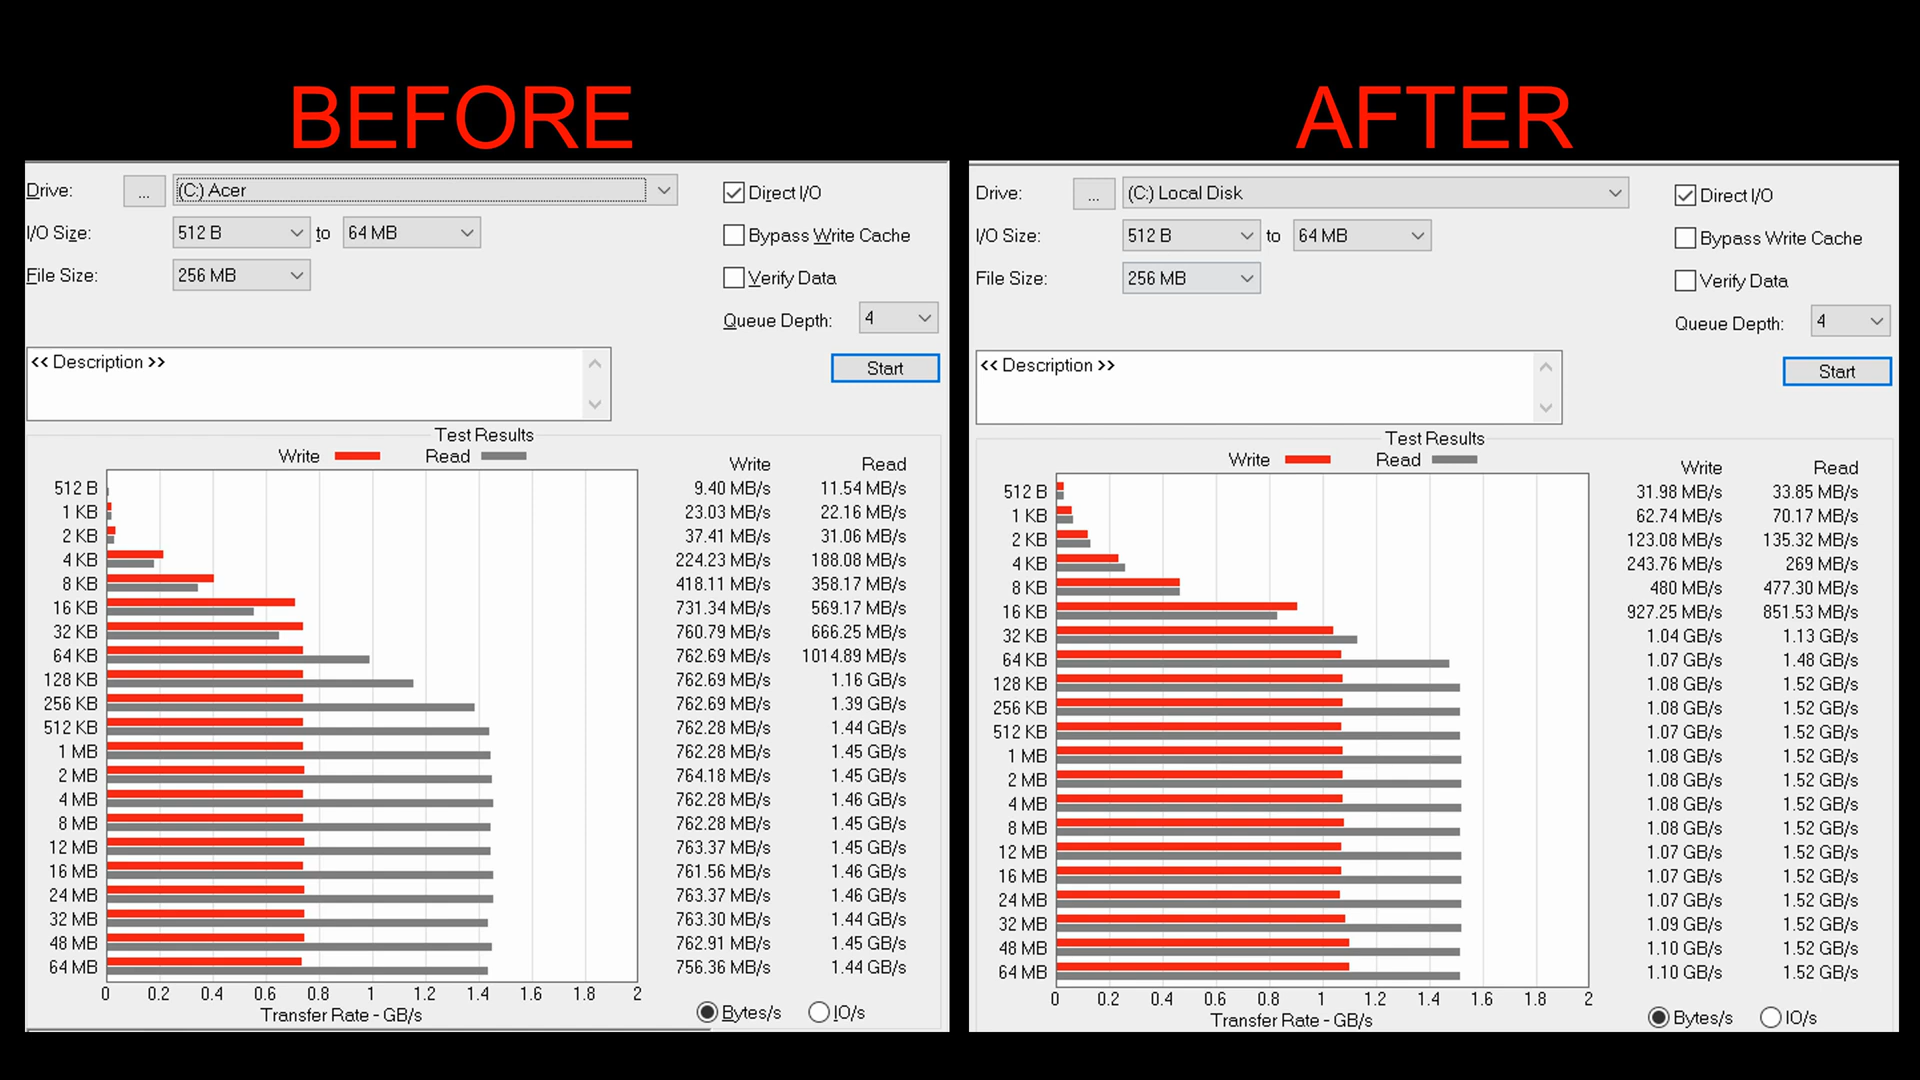 BEFORE
Drive: ... (C:) Acer
Direct I/O
I/O Size: 512 B to 64 MB
Bypass Write Cache
File Size: 256 MB
Verify Data
Queue Depth: 4
<< Description >>
Start
Test Results
Write Read
Write Read
512 B 9.40 MB/s 11.54 MB/s
1 KB 23.03 MB/s 22.16 MB/s
2 KB 37.41 MB/s 31.06 MB/s
4 KB 224.23 MB/s 188.08 MB/s
8 KB 418.11 MB/s 358.17 MB/s
16 KB 731.34 MB/s 569.17 MB/s
32 KB 760.79 MB/s 666.25 MB/s
64 KB 762.69 MB/s 1014.89 MB/s
128 KB 762.69 MB/s 1.16 GB/s
256 KB 762.69 MB/s 1.39 GB/s
512 KB 762.28 MB/s 1.44 GB/s
1 MB 762.28 MB/s 1.45 GB/s
2 MB 764.18 MB/s 1.45 GB/s
4 MB 762.28 MB/s 1.46 GB/s
8 MB 762.28 MB/s 1.45 GB/s
12 MB 763.37 MB/s 1.45 GB/s
16 MB 761.56 MB/s 1.46 GB/s
24 MB 763.37 MB/s 1.46 GB/s
32 MB 763.30 MB/s 1.44 GB/s
48 MB 762.91 MB/s 1.45 GB/s
64 MB 756.36 MB/s 1.44 GB/s
0 0.2 0.4 0.6 0.8 1 1.2 1.4 1.6 1.8 2
Transfer Rate - GB/s
Bytes/s IO/s
AFTER
Drive: ... (C:) Local Disk
Direct I/O
I/O Size: 512 B to 64 MB
Bypass Write Cache
File Size: 256 MB
Verify Data
Queue Depth: 4
<< Description >>
Start
Test Results
Write Read
Write Read
512 B 31.98 MB/s 33.85 MB/s
1 KB 62.74 MB/s 70.17 MB/s
2 KB 123.08 MB/s 135.32 MB/s
4 KB 243.76 MB/s 269 MB/s
8 KB 480 MB/s 477.30 MB/s
16 KB 927.25 MB/s 851.53 MB/s
32 KB 1.04 GB/s 1.13 GB/s
64 KB 1.07 GB/s 1.48 GB/s
128 KB 1.08 GB/s 1.52 GB/s
256 KB 1.08 GB/s 1.52 GB/s
512 KB 1.07 GB/s 1.52 GB/s
1 MB 1.08 GB/s 1.52 GB/s
2 MB 1.08 GB/s 1.52 GB/s
4 MB 1.08 GB/s 1.52 GB/s
8 MB 1.08 GB/s 1.52 GB/s
12 MB 1.07 GB/s 1.52 GB/s
16 MB 1.07 GB/s 1.52 GB/s
24 MB 1.07 GB/s 1.52 GB/s
32 MB 1.09 GB/s 1.52 GB/s
48 MB 1.10 GB/s 1.52 GB/s
64 MB 1.10 GB/s 1.52 GB/s
0 0.2 0.4 0.6 0.8 1 1.2 1.4 1.6 1.8 2
Transfer Rate - GB/s
Bytes/s IO/s